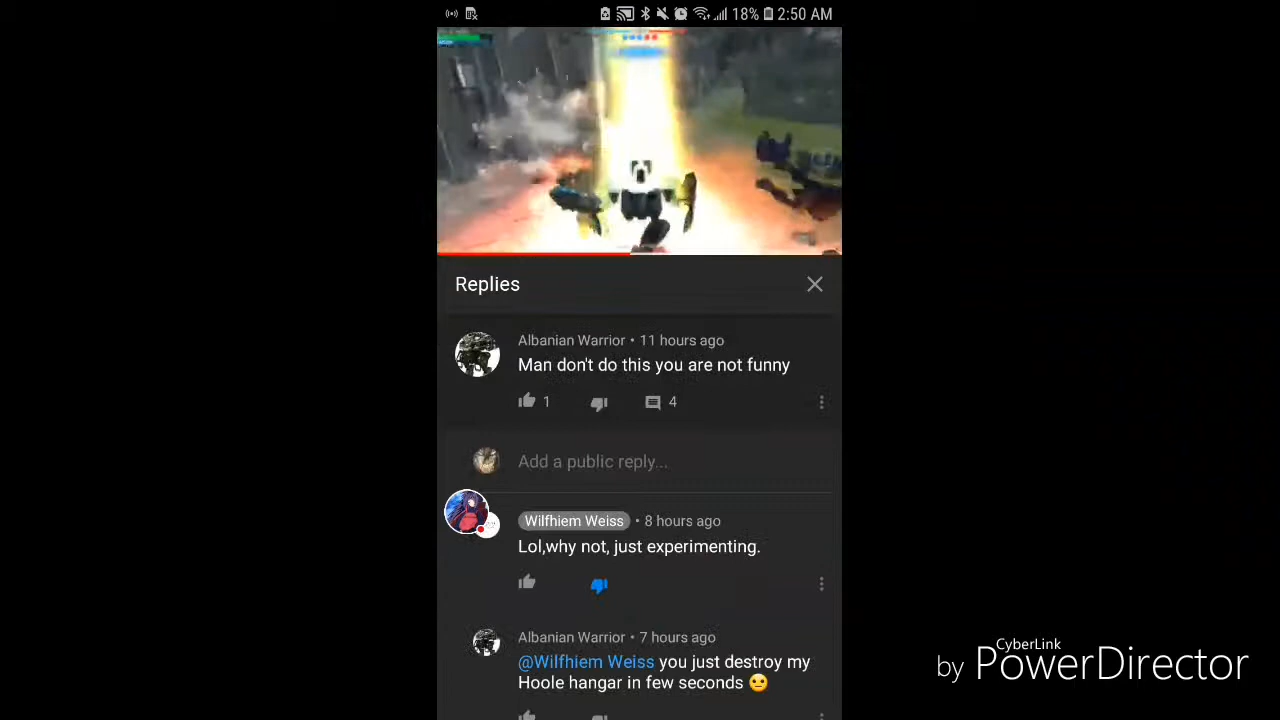 18% 2:50 AM
Replies
Albanian Warrior • 11 hours ago
Man don't do this you are not funny
1 4
Add a public reply...
Wilfhiem Weiss • 8 hours ago
Lol,why not, just experimenting.
Albanian Warrior • 7 hours ago
@Wilfhiem Weiss you just destroy my
Hoole hangar in few seconds 😐
CyberLink
by PowerDirector